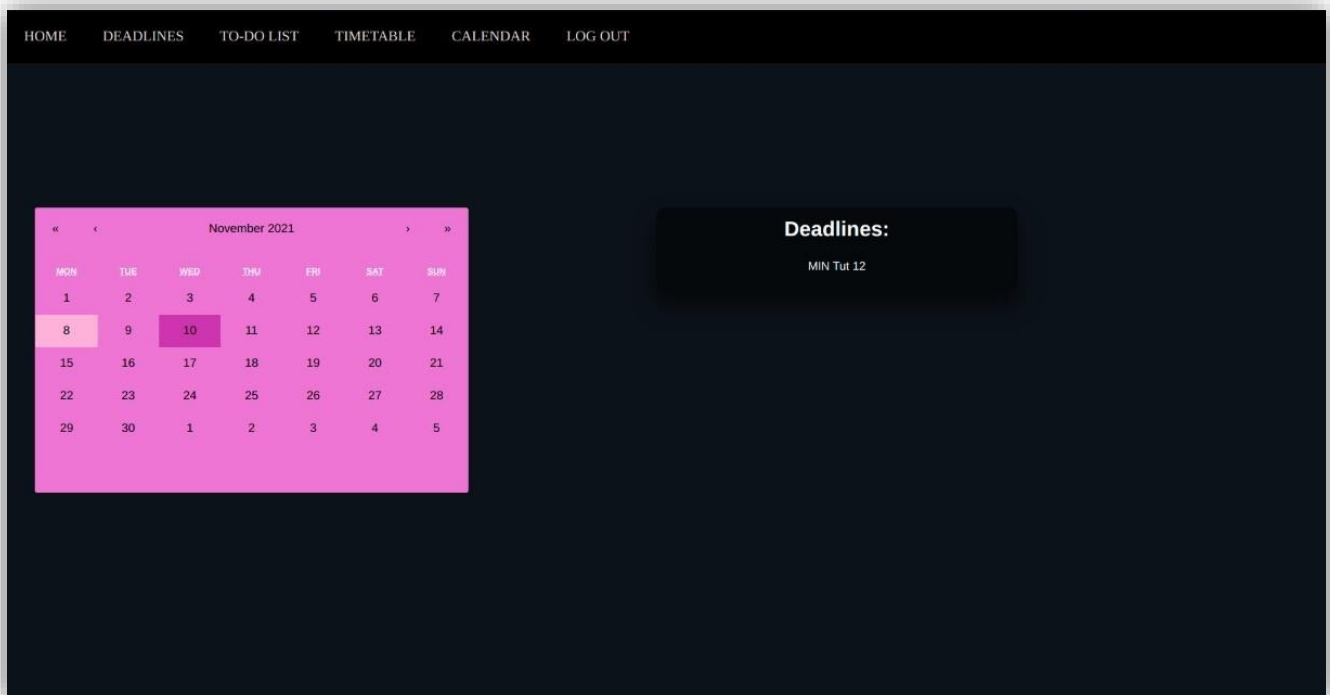 HOME DEADLINES TO-DO LIST TIMETABLE CALENDAR LOG OUT
« ‹ November 2021 › »
MON TUE WED THU FRI SAT SUN
1 2 3 4 5 6 7
8 9 10 11 12 13 14
15 16 17 18 19 20 21
22 23 24 25 26 27 28
29 30 1 2 3 4 5
Deadlines:
MIN Tut 12